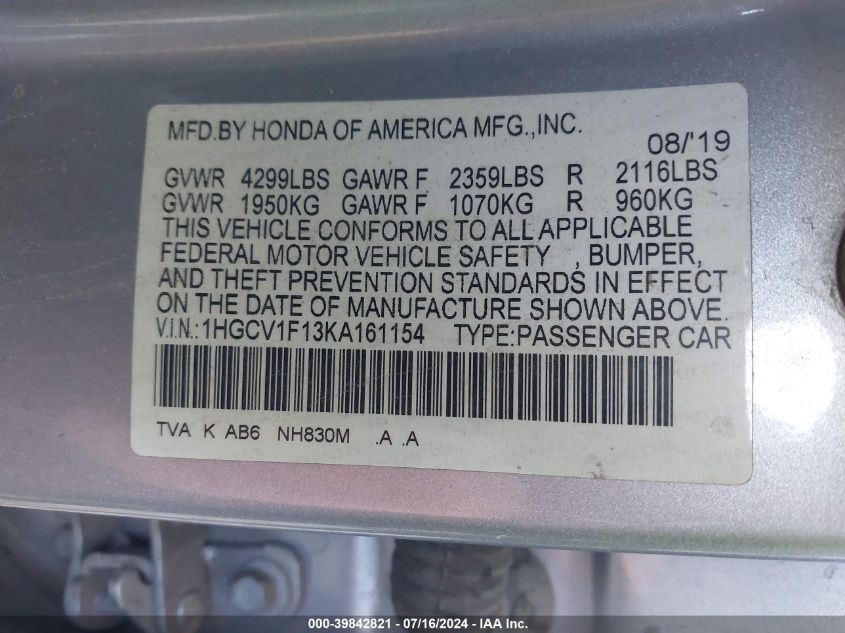 MFD.BY HONDA OF AMERICA MFG.,INC.
08/'19
GVWR 4299LBS GAWR F 2359LBS R 2116LBS
GVWR 1950KG GAWR F 1070KG R 960KG
THIS VEHICLE CONFORMS TO ALL APPLICABLE
FEDERAL MOTOR VEHICLE SAFETY , BUMPER,
AND THEFT PREVENTION STANDARDS IN EFFECT
ON THE DATE OF MANUFACTURE SHOWN ABOVE.
V.I.N.:1HGCV1F13KA161154 TYPE:PASSENGER CAR
TVA K AB6 NH830M .A .A
000-39842821 / 07/16/2024 - IAA Inc.